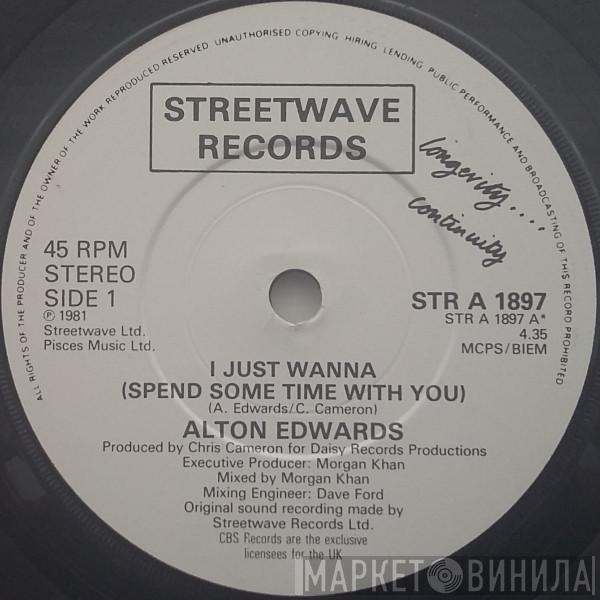 ALL RIGHTS OF THE PRODUCER AND OF THE OWNER OF THE WORK REPRODUCED RESERVED UNAUTHORISED COPYING HIRING LENDING PUBLIC PERFORMANCE AND BROADCASTING OF THIS RECORD PROHIBITED
STREETWAVE
RECORDS
longevity....
continuity
45 RPM
STEREO
SIDE 1
℗ 1981
Streetwave Ltd.
Pisces Music Ltd.
STR A 1897
STR A 1897 A*
4.35
MCPS/BIEM
I JUST WANNA
(SPEND SOME TIME WITH YOU)
(A. Edwards/C. Cameron)
ALTON EDWARDS
Produced by Chris Cameron for Daisy Records Productions
Executive Producer: Morgan Khan
Mixed by Morgan Khan
Mixing Engineer: Dave Ford
Original sound recording made by
Streetwave Records Ltd.
CBS Records are the exclusive
licensees for the UK
МАРКЕТ ВИНИЛА